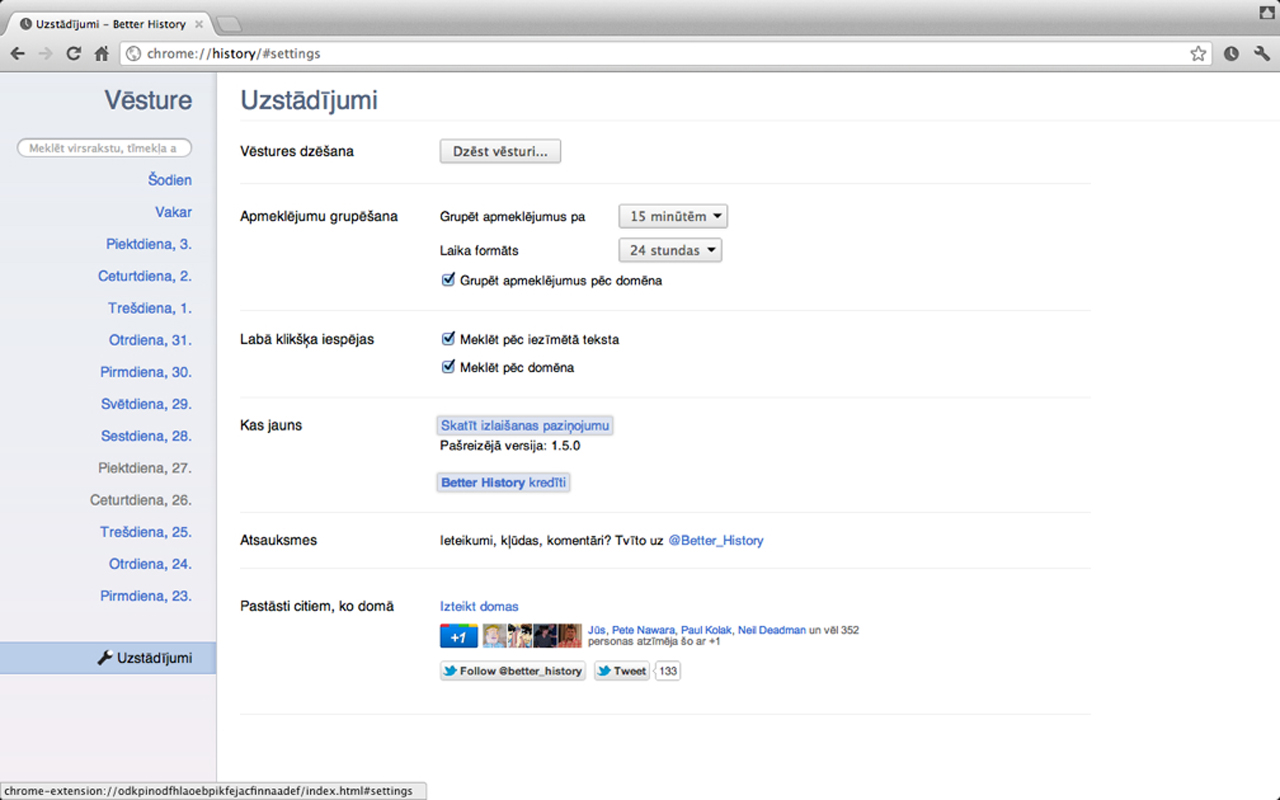 Uzstādījumi – Better History
chrome://history/#settings
Vēsture
Meklēt virsrakstu, tīmekļa a
Šodien
Vakar
Piektdiena, 3.
Ceturtdiena, 2.
Trešdiena, 1.
Otrdiena, 31.
Pirmdiena, 30.
Svētdiena, 29.
Sestdiena, 28.
Piektdiena, 27.
Ceturtdiena, 26.
Trešdiena, 25.
Otrdiena, 24.
Pirmdiena, 23.
Uzstādījumi
Uzstādījumi
Vēstures dzēšana
Dzēst vēsturi...
Apmeklējumu grupēšana
Grupēt apmeklējumus pa 15 minūtēm
Laika formāts 24 stundas
Grupēt apmeklējumus pēc domēna
Labā klikšķa iespējas
Meklēt pēc iezīmētā teksta
Meklēt pēc domēna
Kas jauns
Skatīt izlaišanas paziņojumu
Pašreizējā versija: 1.5.0
Better History kredīti
Atsauksmes
Ieteikumi, kļūdas, komentāri? Tvīto uz @Better_History
Pastāsti citiem, ko domā
Izteikt domas
+1
Jūs, Pete Nawara, Paul Kolak, Neil Deadman un vēl 352
personas atzīmēja šo ar +1
Follow @better_history Tweet 133
chrome-extension://odkpinodfhlaoebpikfejacfinnaadef/index.html#settings